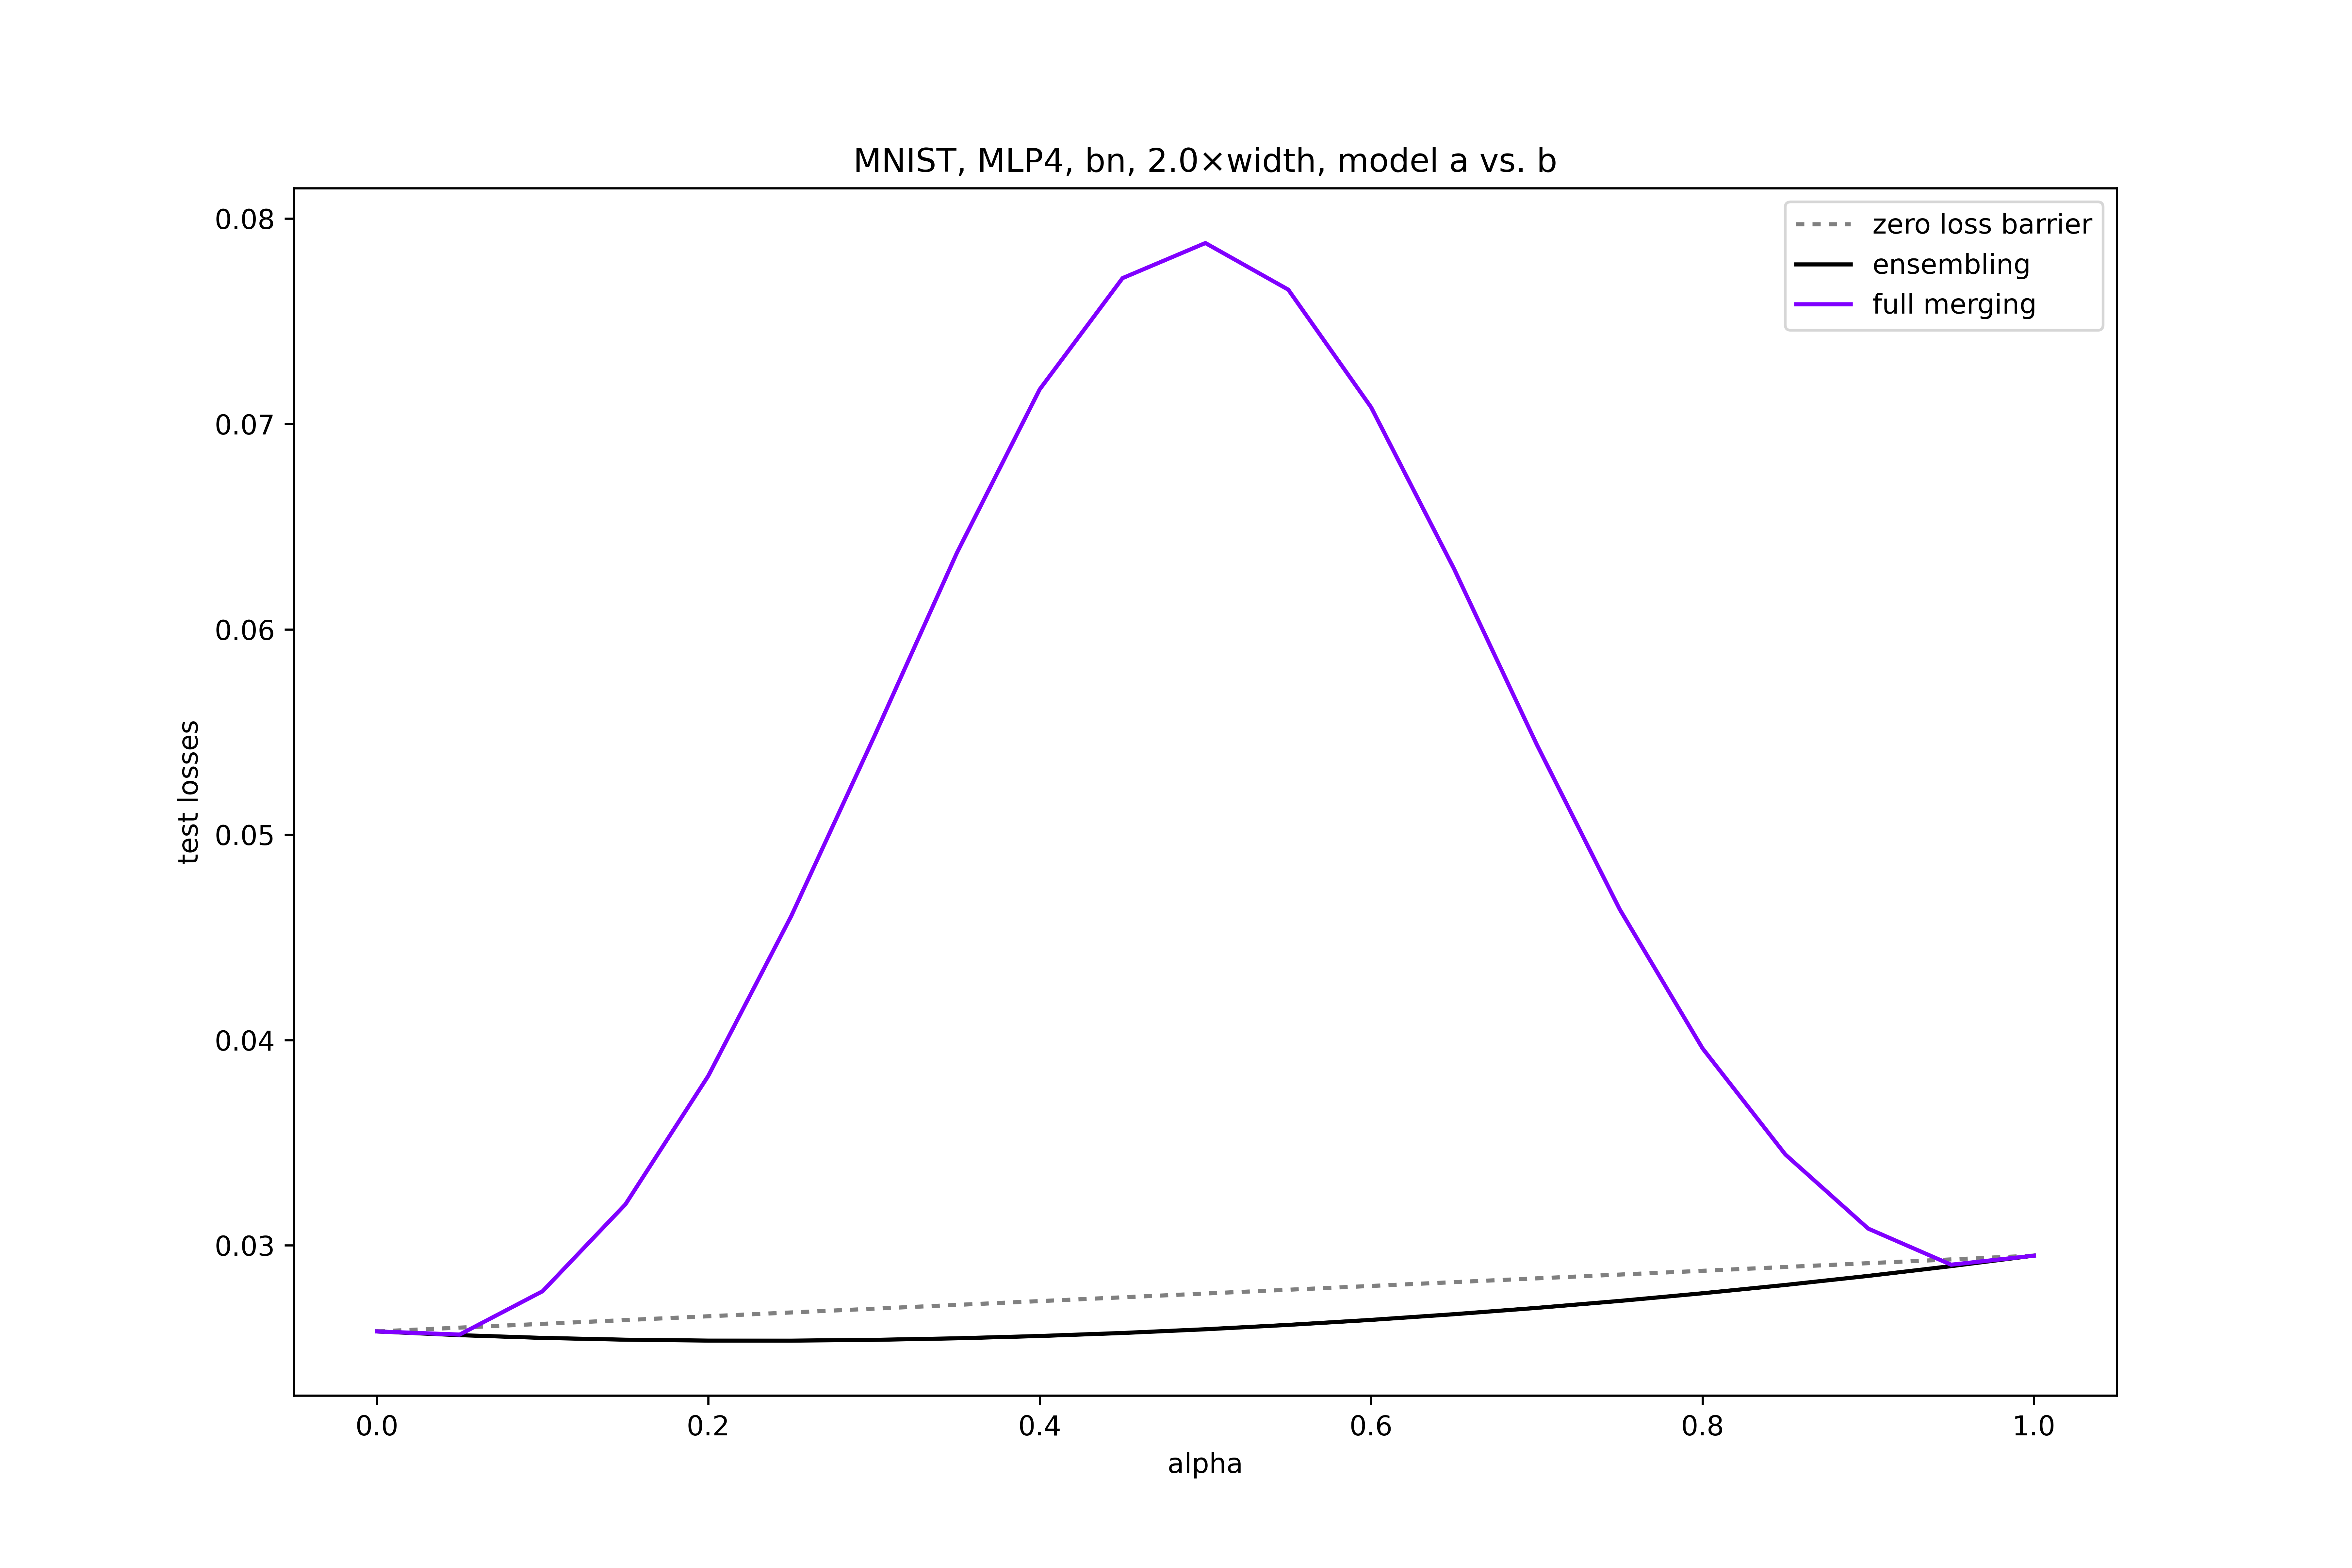 MNIST, MLP4, bn, 2.0×width, model a vs. b
zero loss barrier
ensembling
full merging
test losses
0.08
0.07
0.06
0.05
0.04
0.03
0.0 0.2 0.4 0.6 0.8 1.0
alpha